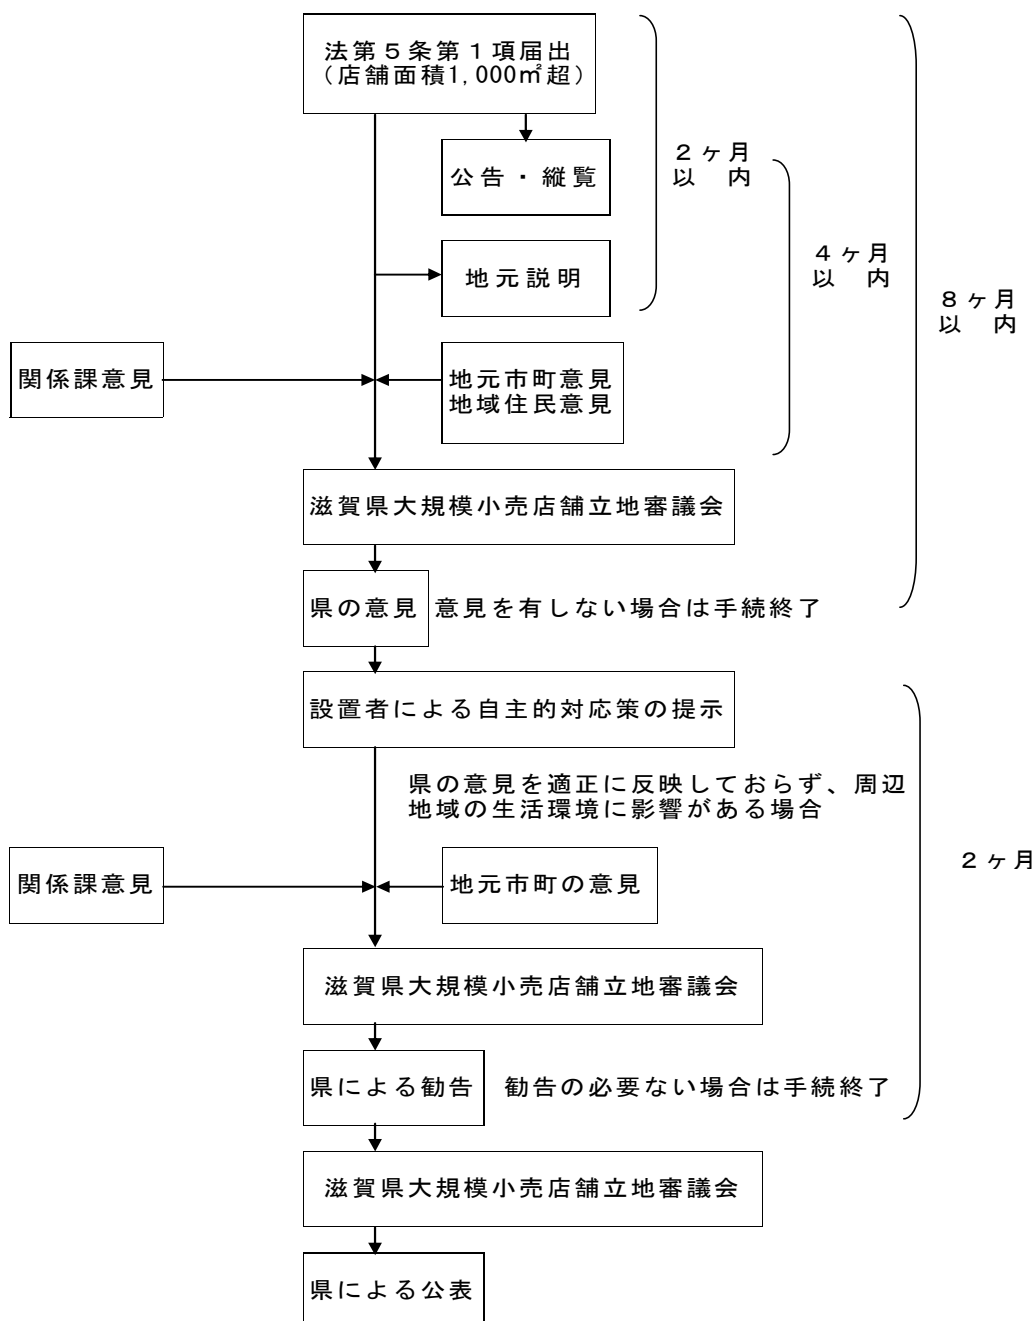 法第５条第１項届出
（店舗面積1,000㎡超）
公告・縦覧
２ヶ月
以　内
地元説明
４ヶ月
以　内
８ヶ月
以　内
関係課意見
地元市町意見
地域住民意見
滋賀県大規模小売店舗立地審議会
県の意見
意見を有しない場合は手続終了
設置者による自主的対応策の提示
県の意見を適正に反映しておらず、周辺
地域の生活環境に影響がある場合
２ヶ月
関係課意見
地元市町の意見
滋賀県大規模小売店舗立地審議会
県による勧告
勧告の必要ない場合は手続終了
滋賀県大規模小売店舗立地審議会
県による公表